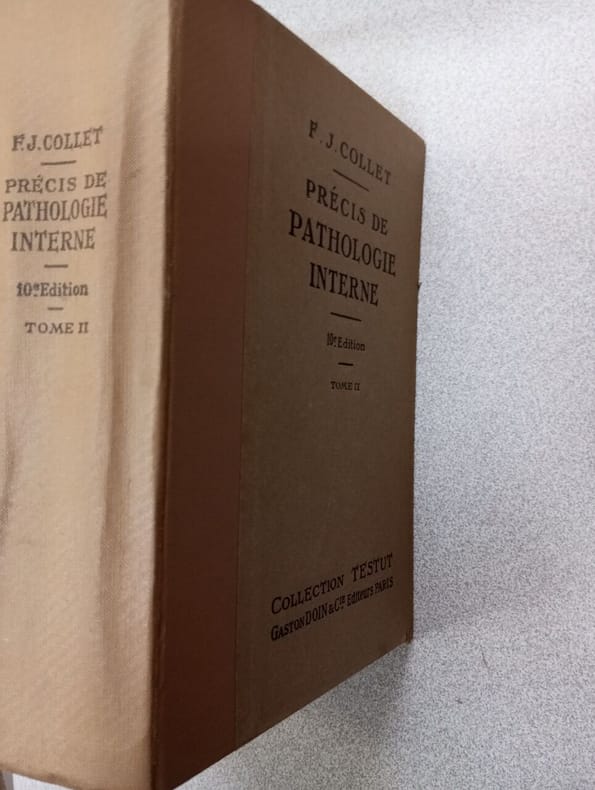 F.J. COLLET
PRÉCIS DE
PATHOLOGIE
INTERNE
10e Edition
TOME II
F. J. COLLET
PRÉCIS DE
PATHOLOGIE
INTERNE
10e Edition
TOME II
COLLECTION TESTUT
GASTON DOIN & Cie Editeurs PARIS